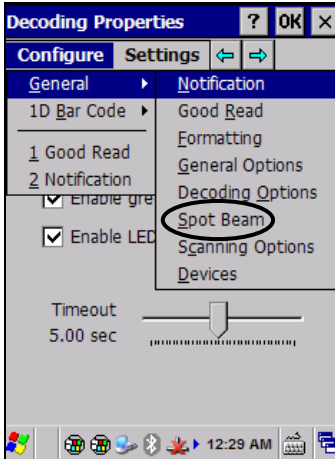 Decoding Properties ? OK ×
Configure Settings
General Notification
1D Bar Code Good Read
Formatting
1 Good Read General Options
2 Notification Decoding Options
Enable gre Spot Beam
Enable LED Scanning Options
Devices
Timeout
5.00 sec
12:29 AM